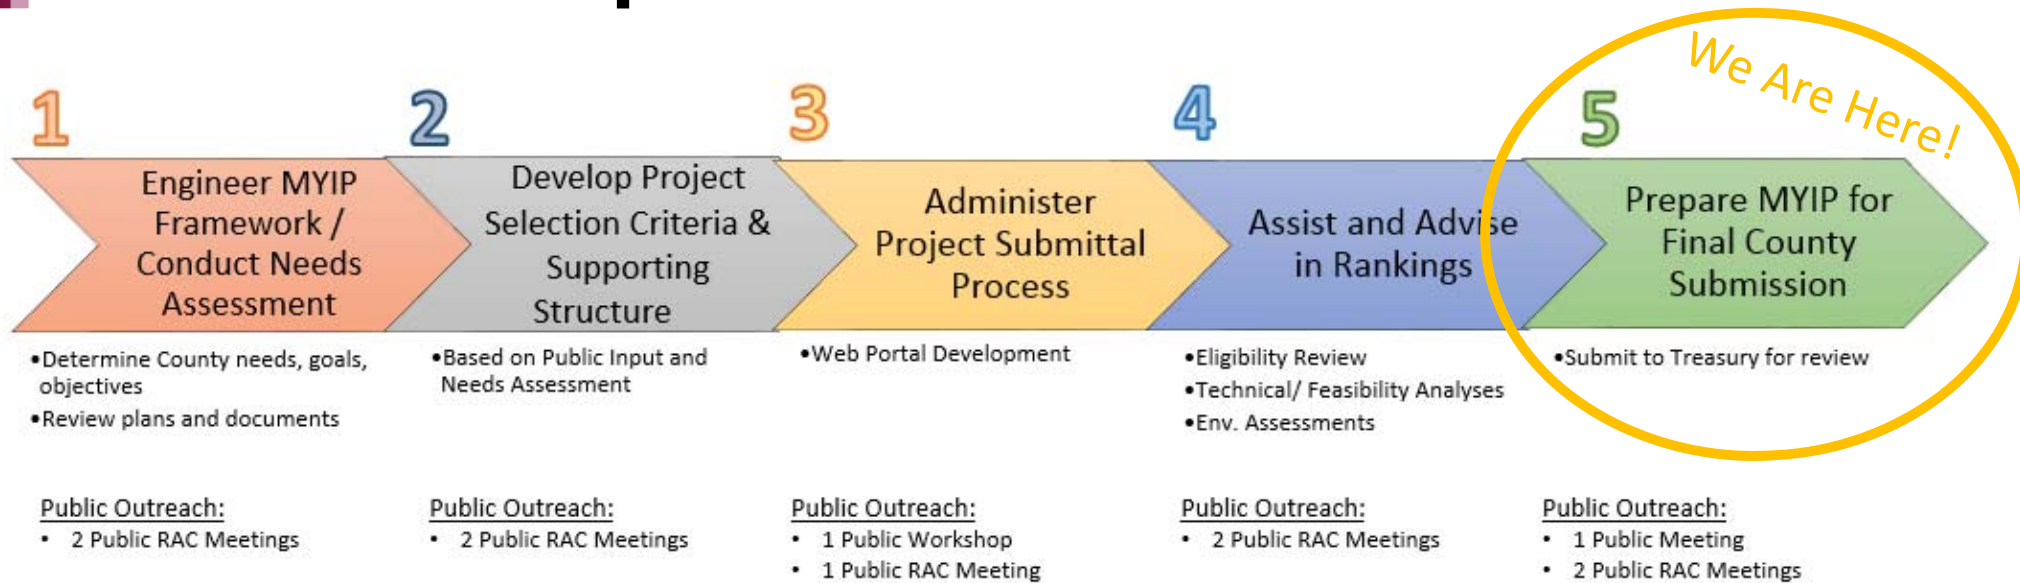 We Are Here!
1
Engineer MYIP
Framework /
Conduct Needs
Assessment
•Determine County needs, goals,
objectives
•Review plans and documents
Public Outreach:
• 2 Public RAC Meetings
2
Develop Project
Selection Criteria &
Supporting
Structure
•Based on Public Input and
Needs Assessment
Public Outreach:
• 2 Public RAC Meetings
3
Administer
Project Submittal
Process
•Web Portal Development
Public Outreach:
• 1 Public Workshop
• 1 Public RAC Meeting
4
Assist and Advise
in Rankings
•Eligibility Review
•Technical/ Feasibility Analyses
•Env. Assessments
Public Outreach:
• 2 Public RAC Meetings
5
Prepare MYIP for
Final County
Submission
•Submit to Treasury for review
Public Outreach:
• 1 Public Meeting
• 2 Public RAC Meetings